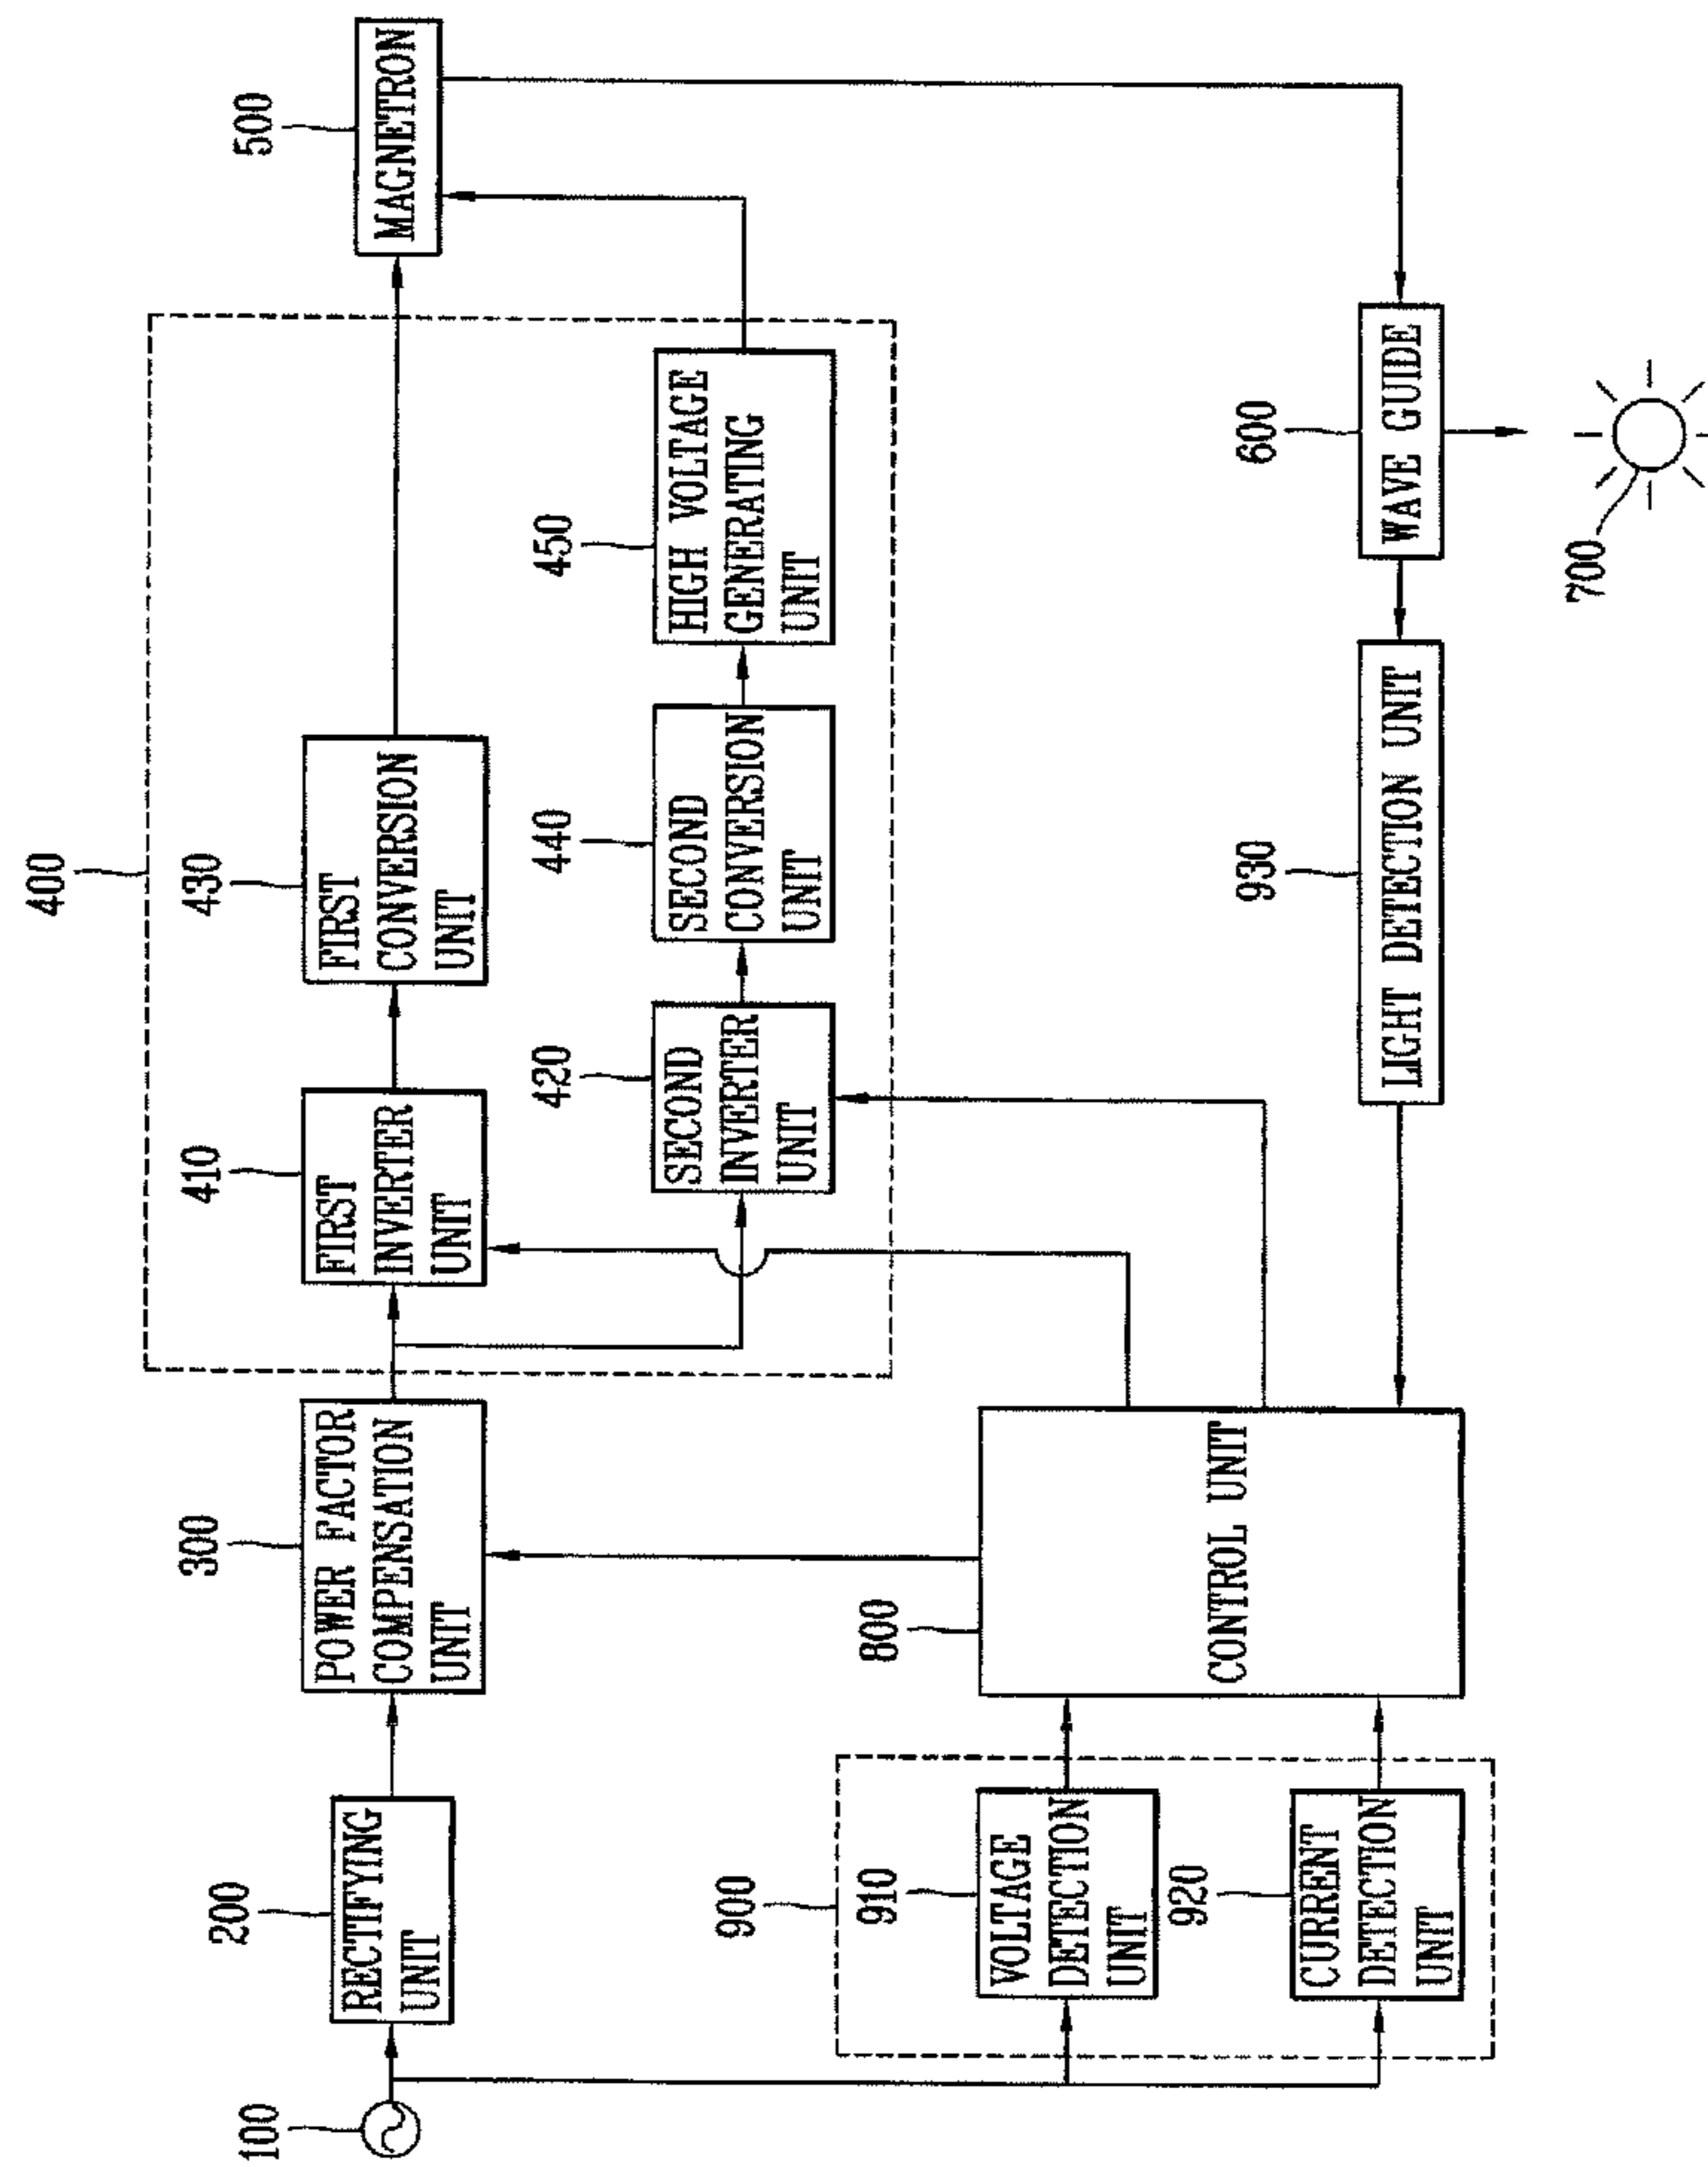 400
500
430
410
300
200
100
MAGNETRON
FIRST
CONVERSION
UNIT
FIRST
INVERTER
UNIT
POWER FACTOR
COMPENSATION
UNIT
RECTIFYING
UNIT
450
440
420
HIGH VOLTAGE
GENERATING
UNIT
SECOND
CONVERSION
UNIT
SECOND
INVERTER
UNIT
900
910
800
VOLTAGE
DETECTION
UNIT
920
CONTROL UNIT
930
600
CURRENT
DETECTION
UNIT
LIGHT DETECTION UNIT
WAVE GUIDE
700